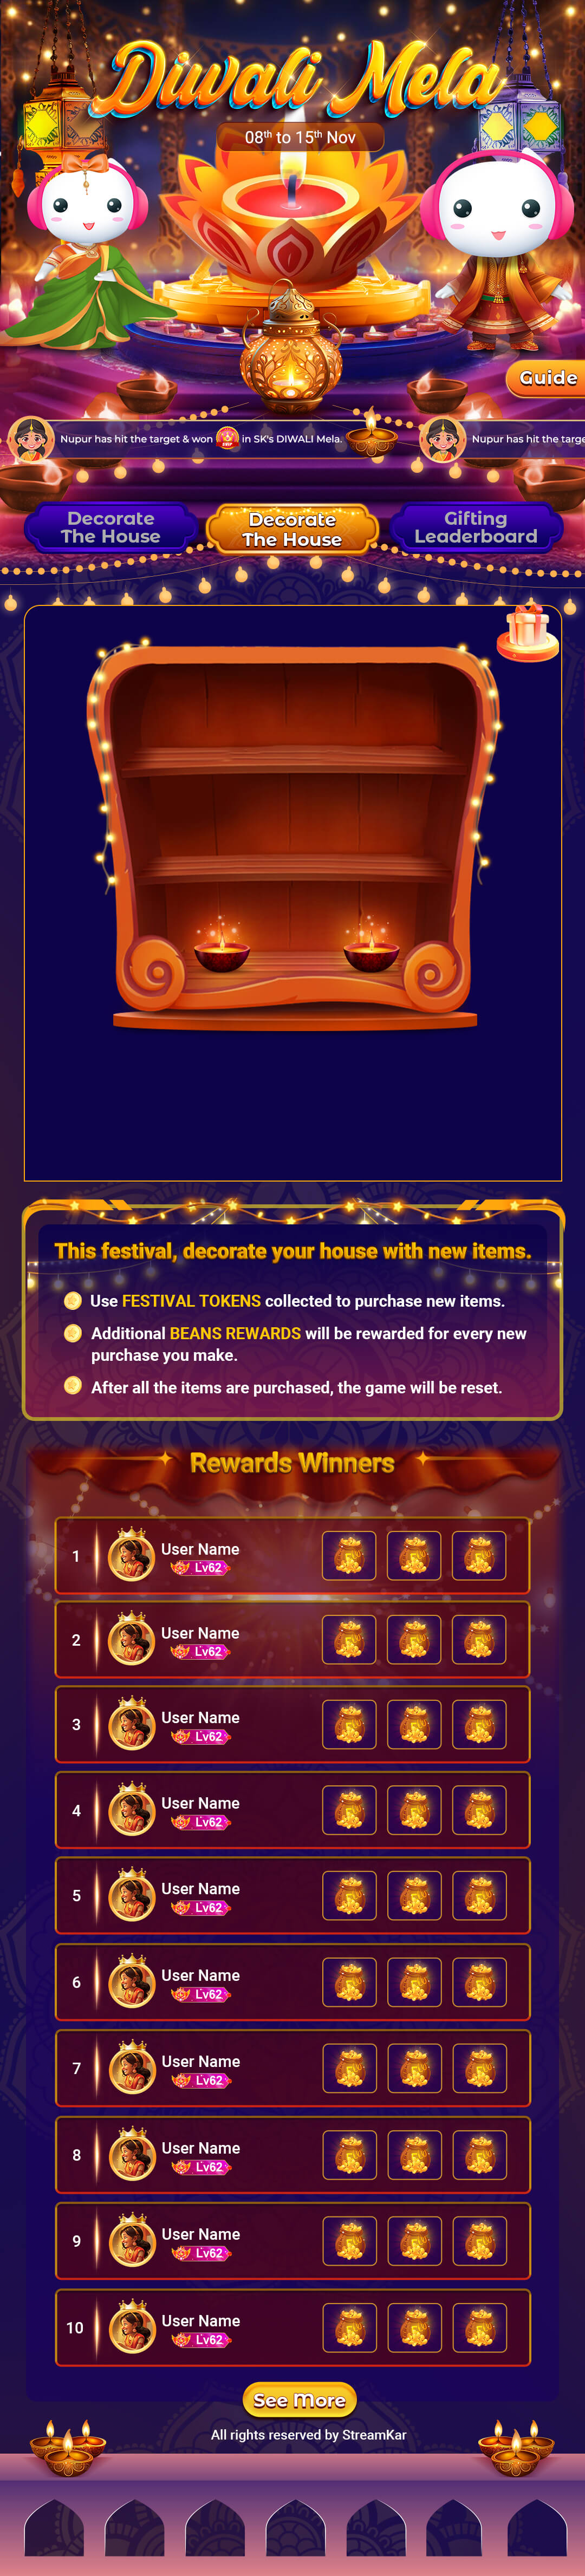 Diwali Mela
08th to 15th Nov
Guide
Nupur has hit the target & won in SK's DIWALI Mela.
Nupur has hit the targe
Decorate
The House
Decorate
The House
Gifting
Leaderboard
This festival, decorate your house with new items.
Use FESTIVAL TOKENS collected to purchase new items.
Additional BEANS REWARDS will be rewarded for every new
purchase you make.
After all the items are purchased, the game will be reset.
Rewards Winners
1 User Name
Lv62
2 User Name
Lv62
3 User Name
Lv62
4 User Name
Lv62
5 User Name
Lv62
6 User Name
Lv62
7 User Name
Lv62
8 User Name
Lv62
9 User Name
Lv62
10 User Name
Lv62
See More
All rights reserved by StreamKar